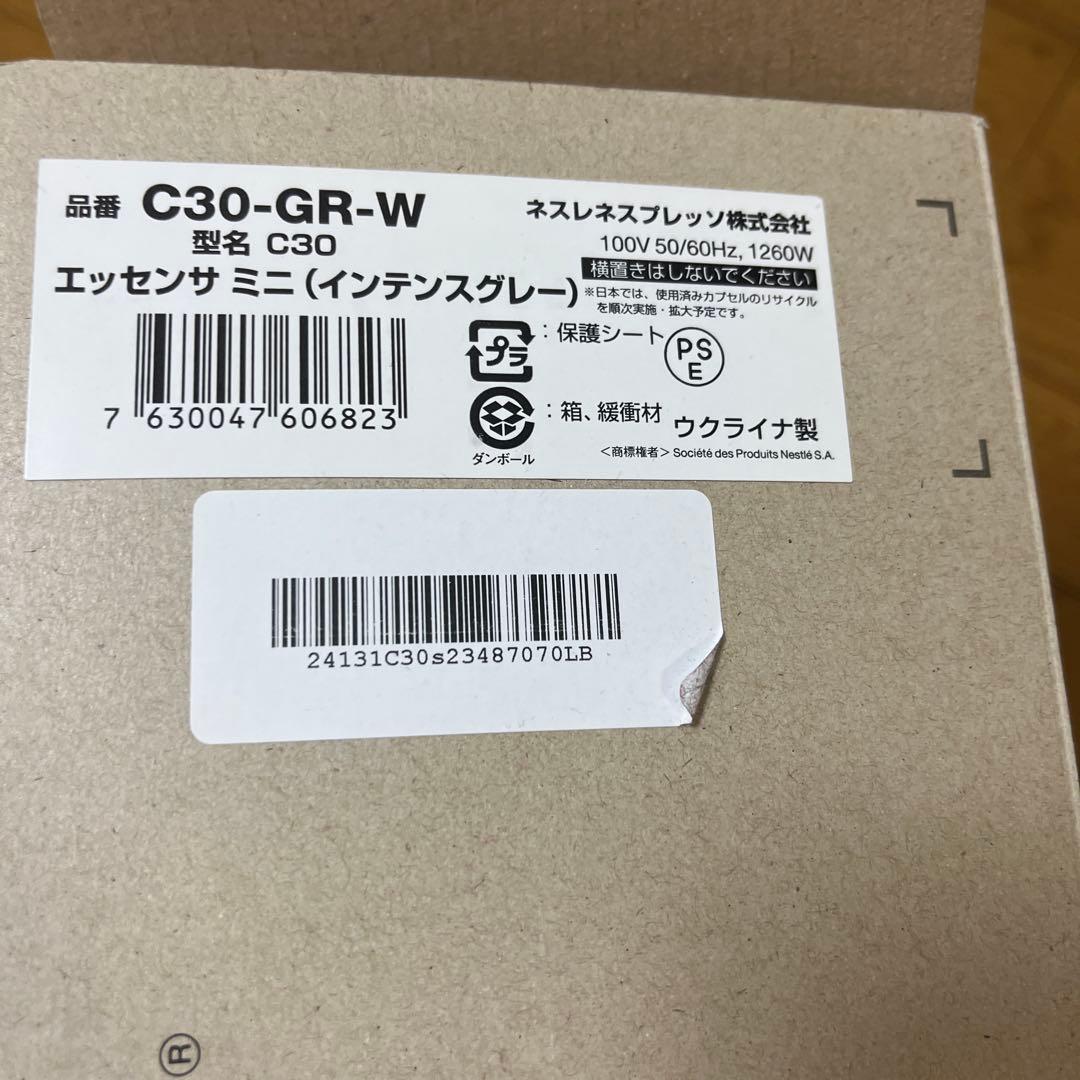 品番 C30-GR-W
型名 C30
エッセンサ ミニ (インテンスグレー)
7 630047 606823
ネスレネスプレッソ株式会社
100V 50/60Hz, 1260W
横置きはしないでください
※日本では、使用済みカプセルのリサイクル
を順次実施・拡大予定です。
プラ : 保護シート
PS
E
: 箱、緩衝材
ダンボール
ウクライナ製
<商標権者> Société des Produits Nestlé S.A.
24131C30s23487070LB
®